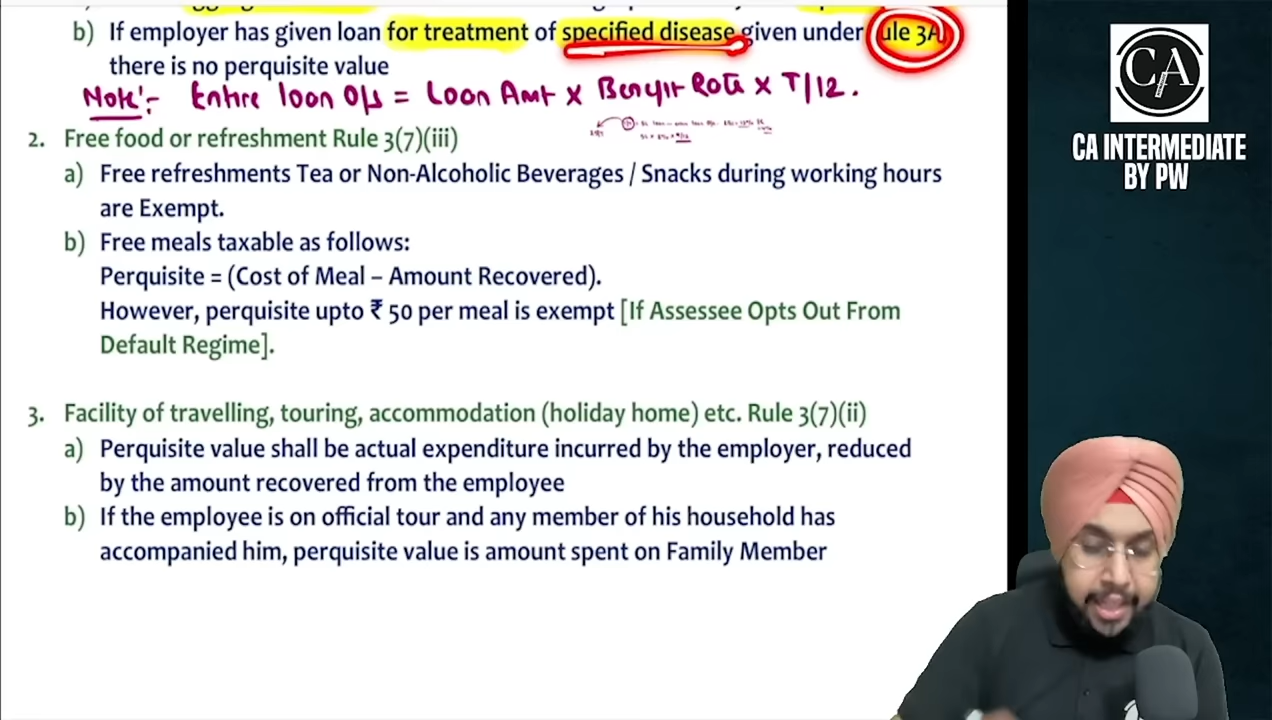 b) If employer has given loan for treatment of specified disease given under ule 3A
there is no perquisite value
Note:- Entire loan O/s = Loan Amt x Benefit Rate x T/12.
2. Free food or refreshment Rule 3(7)(iii)
a) Free refreshments Tea or Non-Alcoholic Beverages / Snacks during working hours
are Exempt.
b) Free meals taxable as follows:
Perquisite = (Cost of Meal – Amount Recovered).
However, perquisite upto ₹ 50 per meal is exempt [If Assessee Opts Out From
Default Regime].
3. Facility of travelling, touring, accommodation (holiday home) etc. Rule 3(7)(ii)
a) Perquisite value shall be actual expenditure incurred by the employer, reduced
by the amount recovered from the employee
b) If the employee is on official tour and any member of his household has
accompanied him, perquisite value is amount spent on Family Member
CA
CA INTERMEDIATE
BY PW